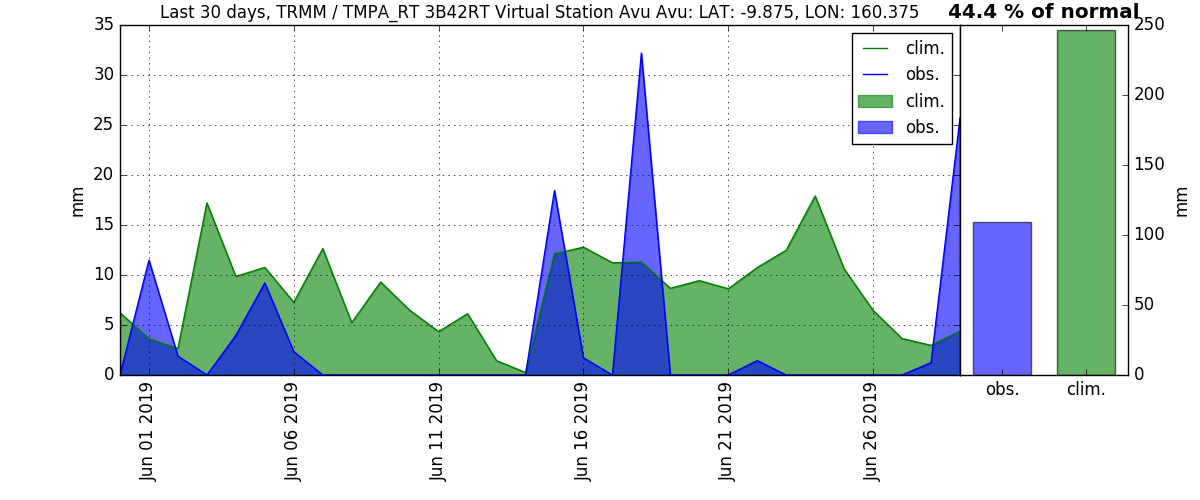 Last 30 days, TRMM / TMPA_RT 3B42RT Virtual Station Avu Avu: LAT: -9.875, LON: 160.375
44.4 % of normal
35
30
25
20
15
10
5
0
mm
clim.
obs.
clim.
obs.
Jun 01 2019
Jun 06 2019
Jun 11 2019
Jun 16 2019
Jun 21 2019
Jun 26 2019
250
200
150
100
50
0
mm
obs.
clim.